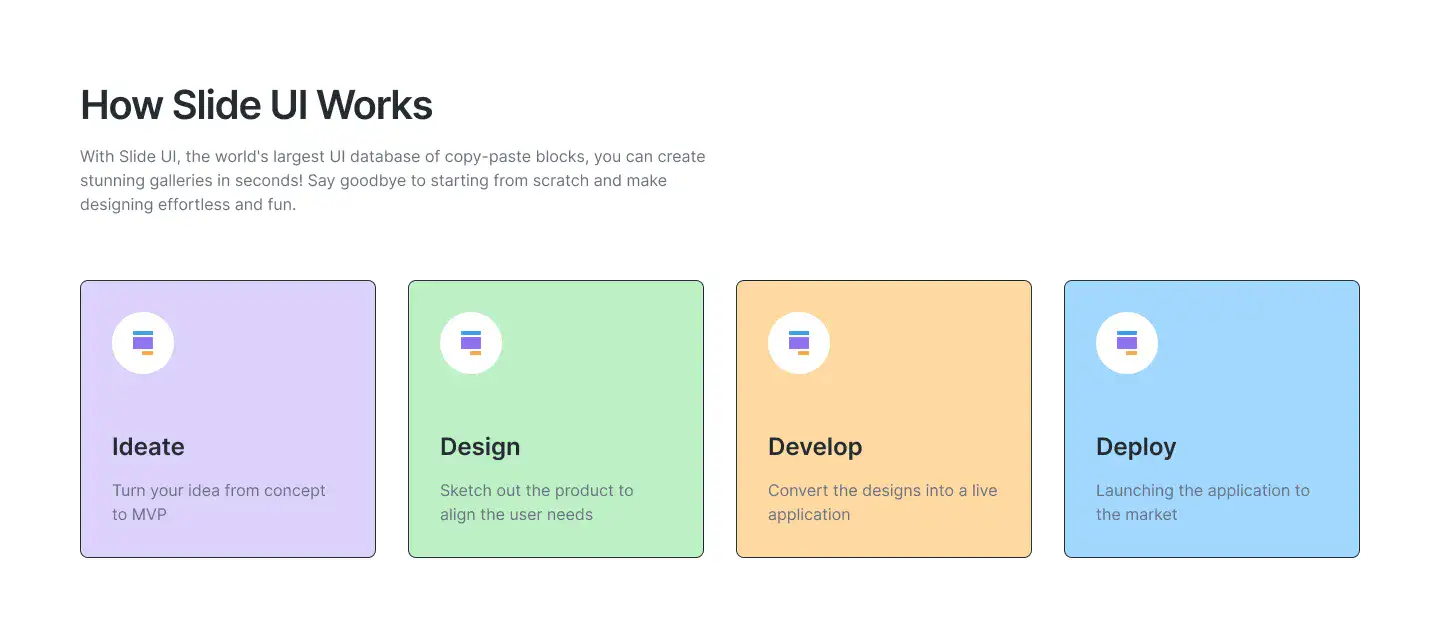 How Slide UI Works
With Slide UI, the world's largest UI database of copy-paste blocks, you can create
stunning galleries in seconds! Say goodbye to starting from scratch and make
designing effortless and fun.
Ideate
Turn your idea from concept
to MVP
Design
Sketch out the product to
align the user needs
Develop
Convert the designs into a live
application
Deploy
Launching the application to
the market